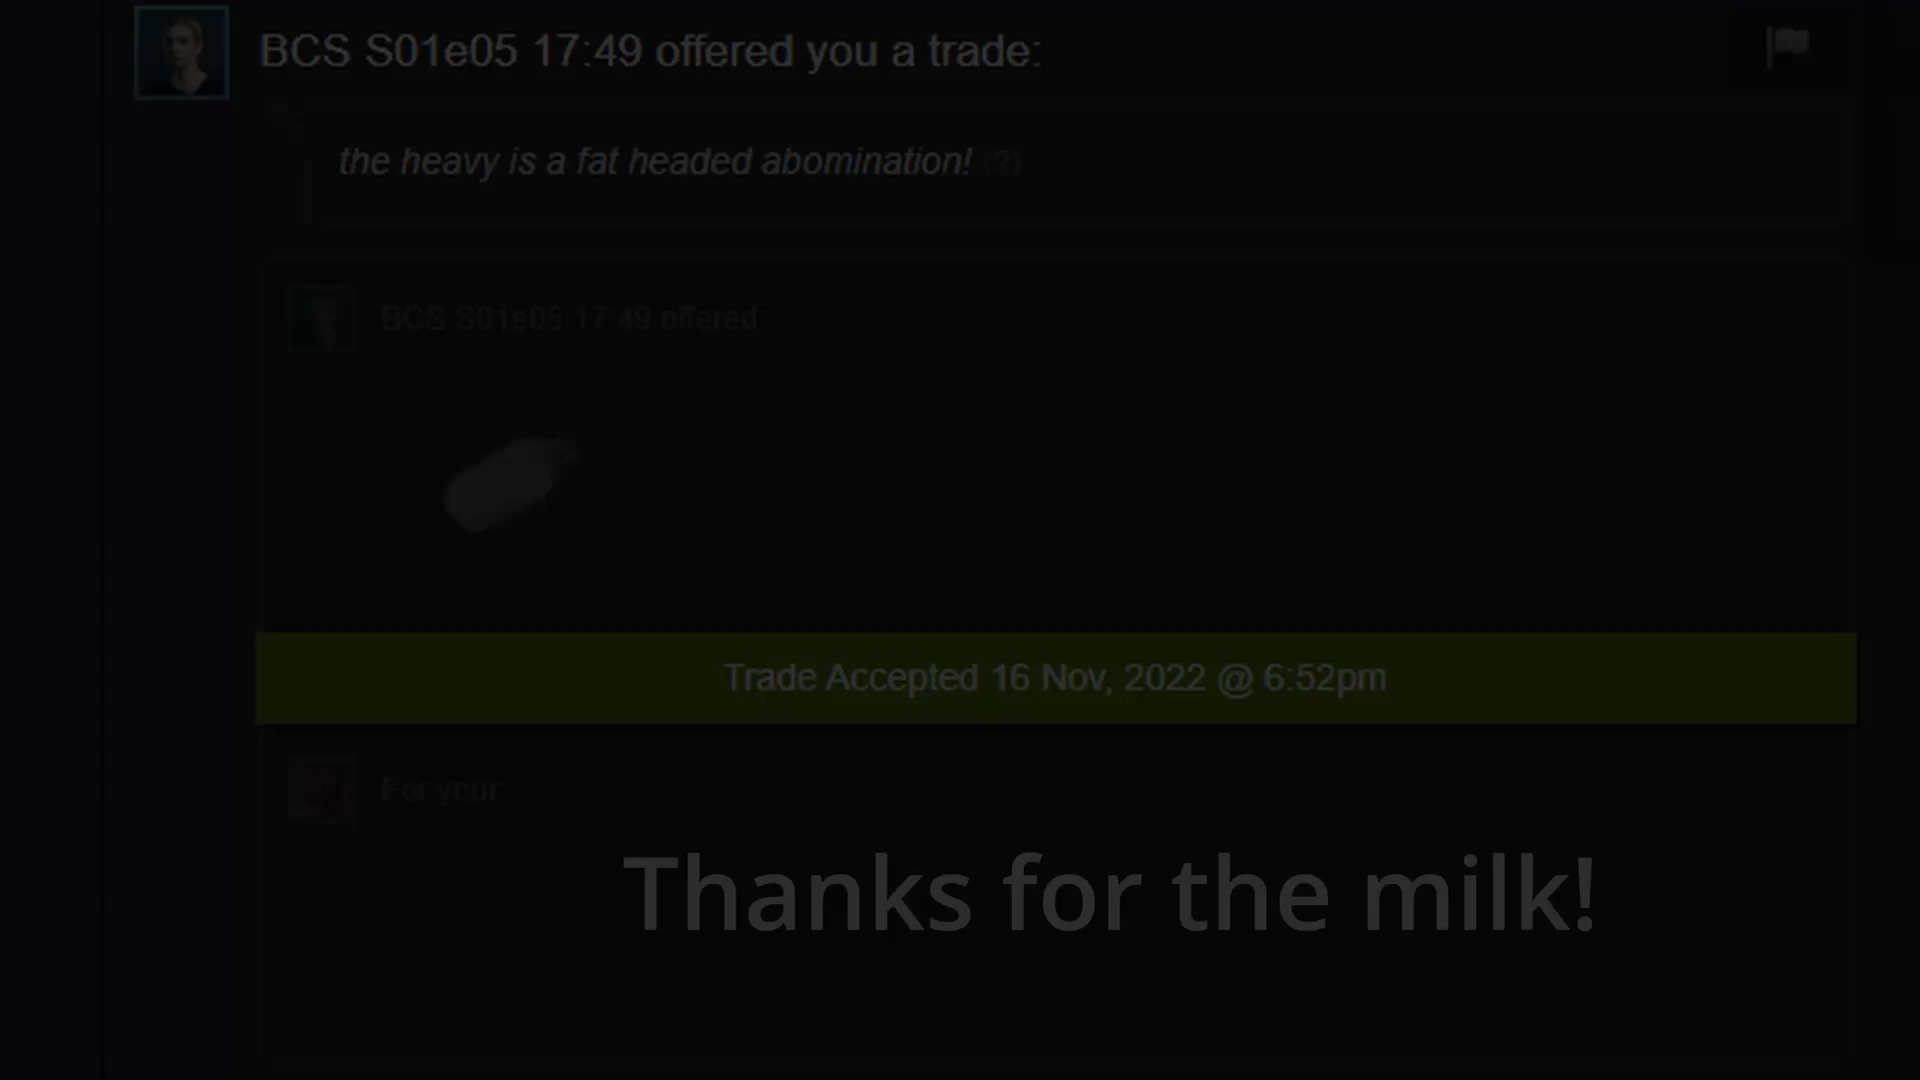 BCS S01e05 17:49 offered you a trade:
the heavy is a fat headed abomination! (?)
BCS S01e05 17:49 offered:
Trade Accepted 16 Nov, 2022 @ 6:52pm
For your:
Thanks for the milk!